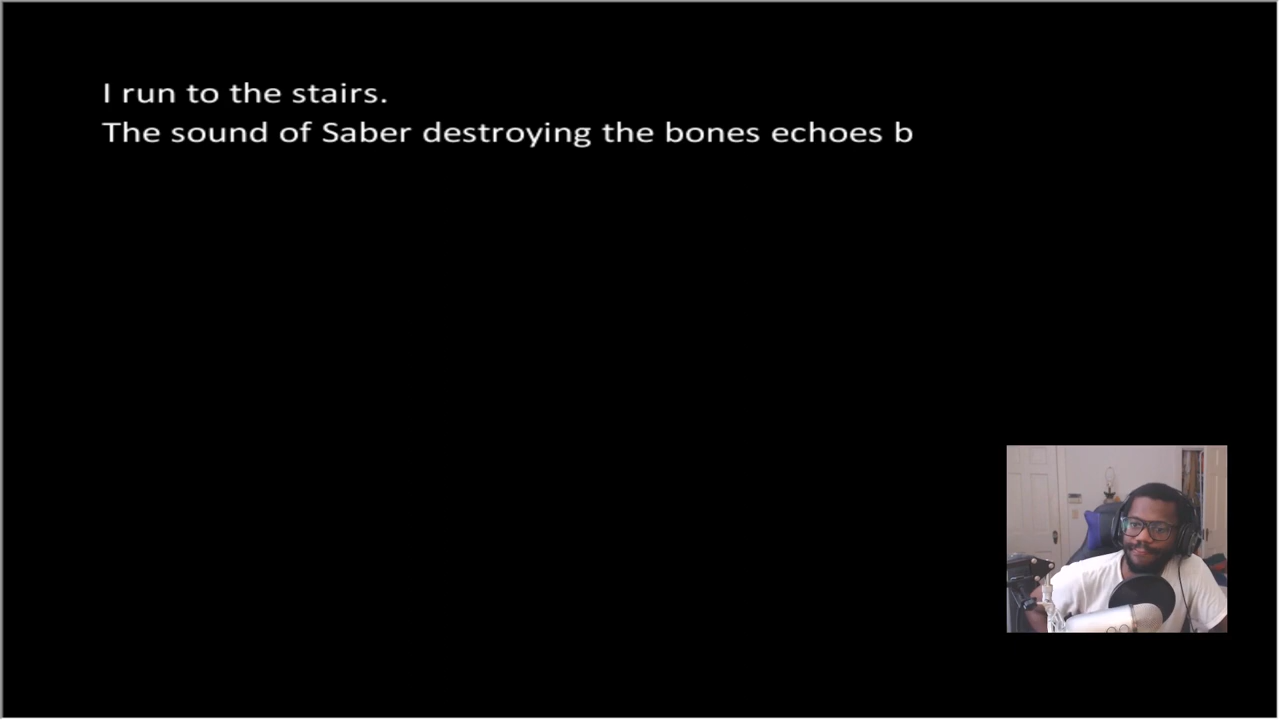 I run to the stairs.
The sound of Saber destroying the bones echoes b